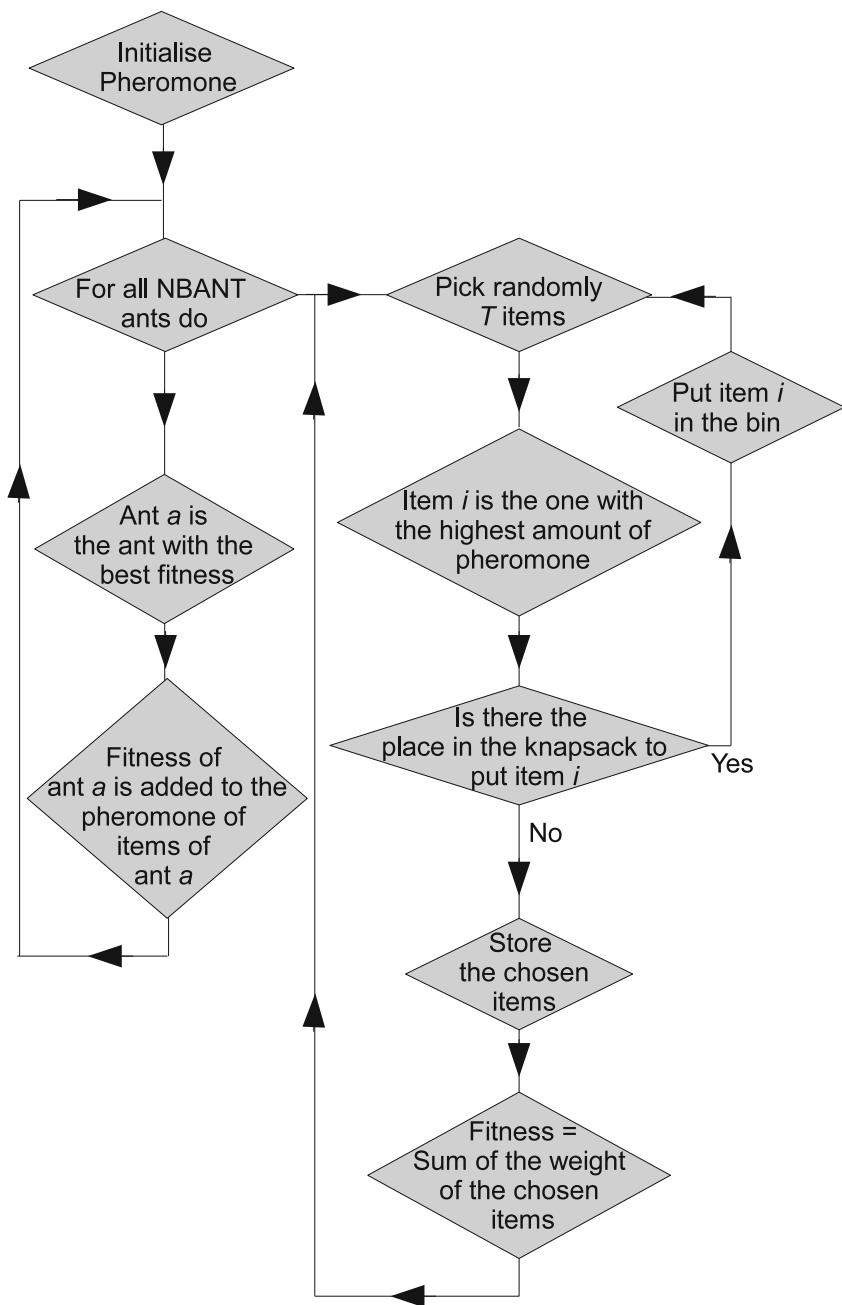 Initialise
Pheromone
For all NBANT
ants do
Ant a is
the ant with the
best fitness
Fitness of
ant a is added to the
pheromone of
items of
ant a
Pick randomly
T items
Put item i
in the bin
Item i is the one with
the highest amount of
pheromone
Is there the
place in the knapsack to
put item i
Yes
No
Store
the chosen
items
Fitness =
Sum of the weight
of the chosen
items